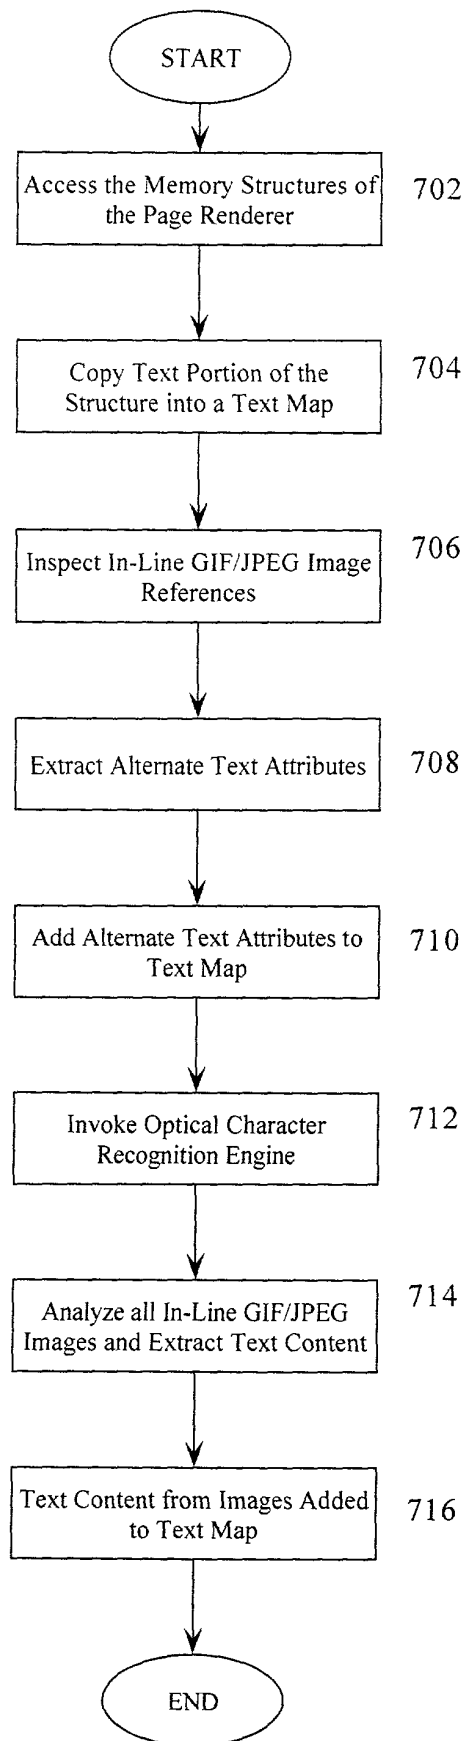 START
Access the Memory Structures of
the Page Renderer
702
Copy Text Portion of the
Structure into a Text Map
704
Inspect In-Line GIF/JPEG Image
References
706
Extract Alternate Text Attributes
708
Add Alternate Text Attributes to
Text Map
710
Invoke Optical Character
Recognition Engine
712
Analyze all In-Line GIF/JPEG
Images and Extract Text Content
714
Text Content from Images Added
to Text Map
716
END